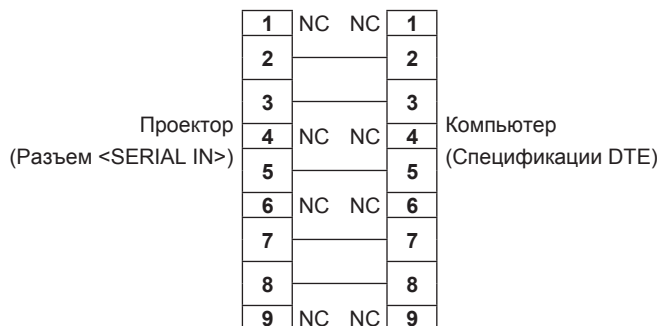 1 NC NC 1
2 2
3 3
Проектор
(Разъем <SERIAL IN>)
4 NC NC 4
Компьютер
(Спецификации DTE)
5 5
6 NC NC 6
7 7
8 8
9 NC NC 9